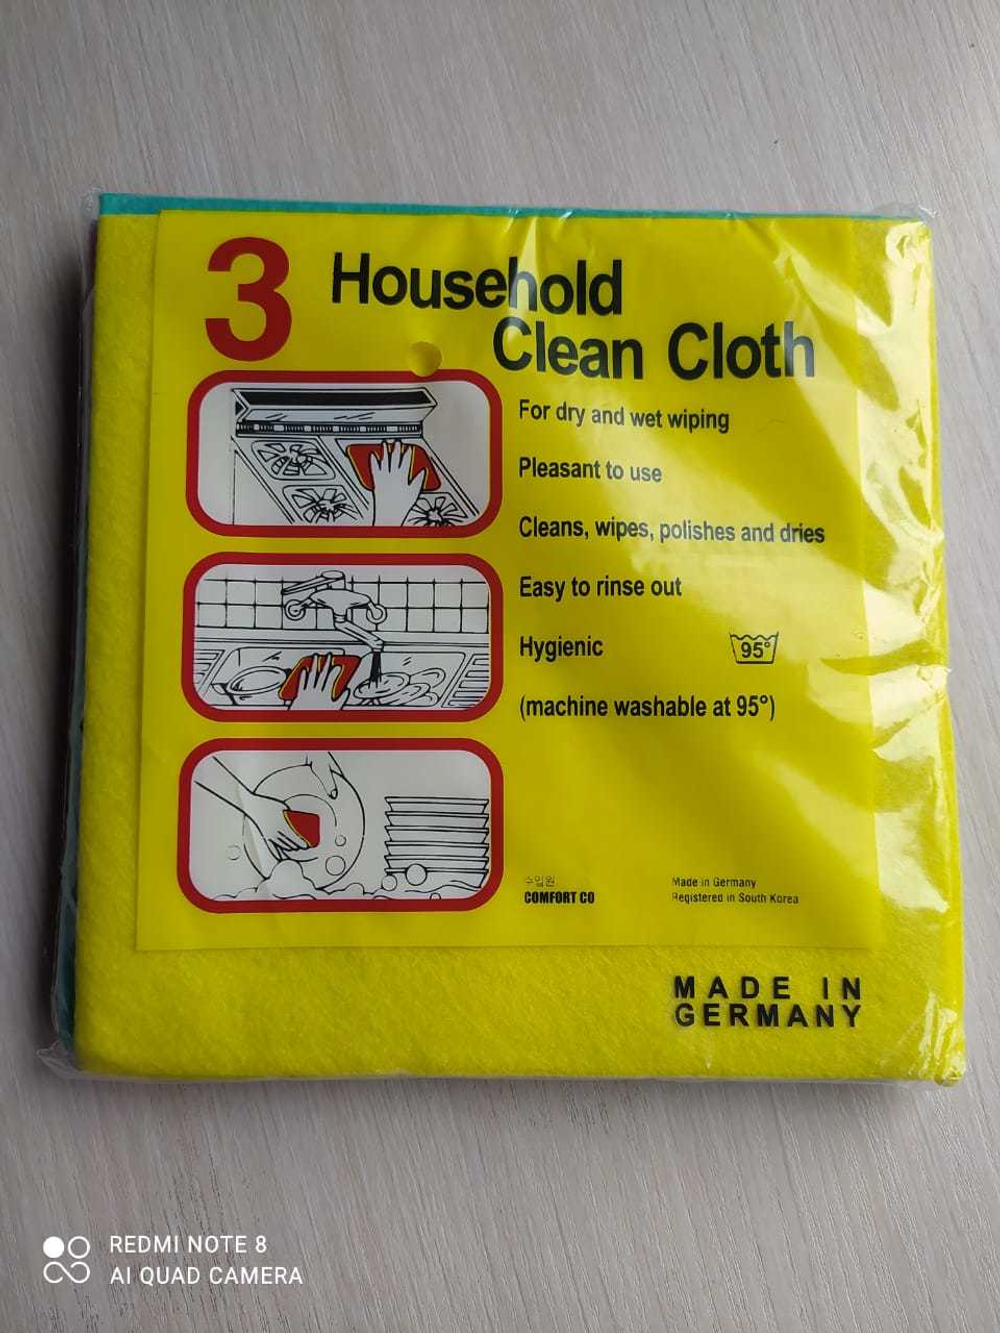 3 Household
Clean Cloth
For dry and wet wiping
Pleasant to use
Cleans, wipes, polishes and dries
Easy to rinse out
Hygienic 95°
(machine washable at 95°)
수입원
COMFORT CO
Made in Germany
Registered in South Korea
MADE IN
GERMANY
REDMI NOTE 8
AI QUAD CAMERA